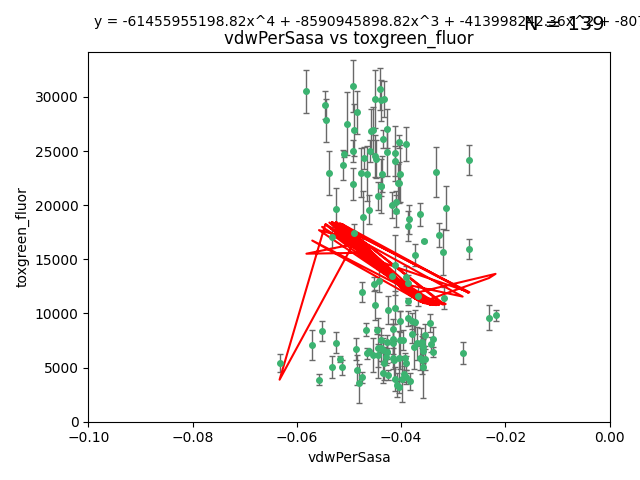 y = -61455955198.82x^4 + -8590945898.82x^3 + -413998242.36x^2 + -807
N = 139
vdwPerSasa vs toxgreen_fluor
30000
25000
20000
15000
10000
5000
0
toxgreen_fluor
−0.10 −0.08 −0.06 −0.04 −0.02 0.00
vdwPerSasa